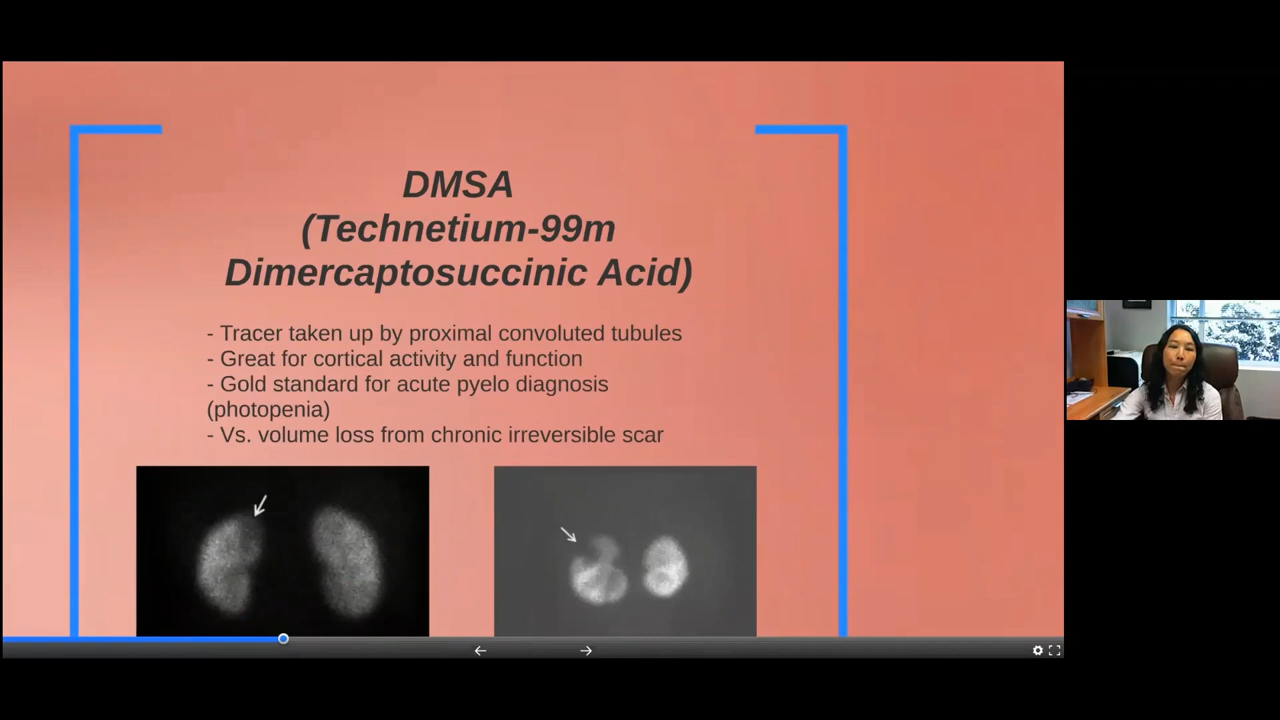 DMSA
(Technetium-99m
Dimercaptosuccinic Acid)
- Tracer taken up by proximal convoluted tubules
- Great for cortical activity and function
- Gold standard for acute pyelo diagnosis
(photopenia)
- Vs. volume loss from chronic irreversible scar